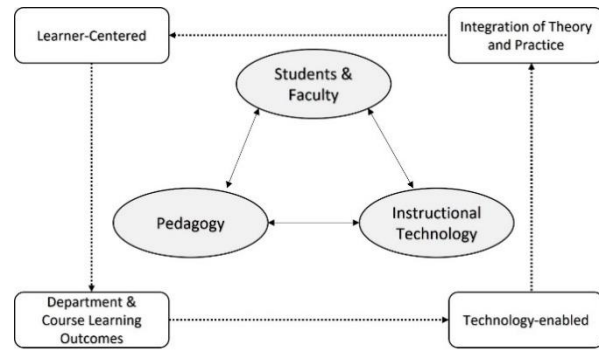 Learner-Centered
Integration of Theory
and Practice
Students &
Faculty
Pedagogy
Instructional
Technology
Department &
Course Learning
Outcomes
Technology-enabled